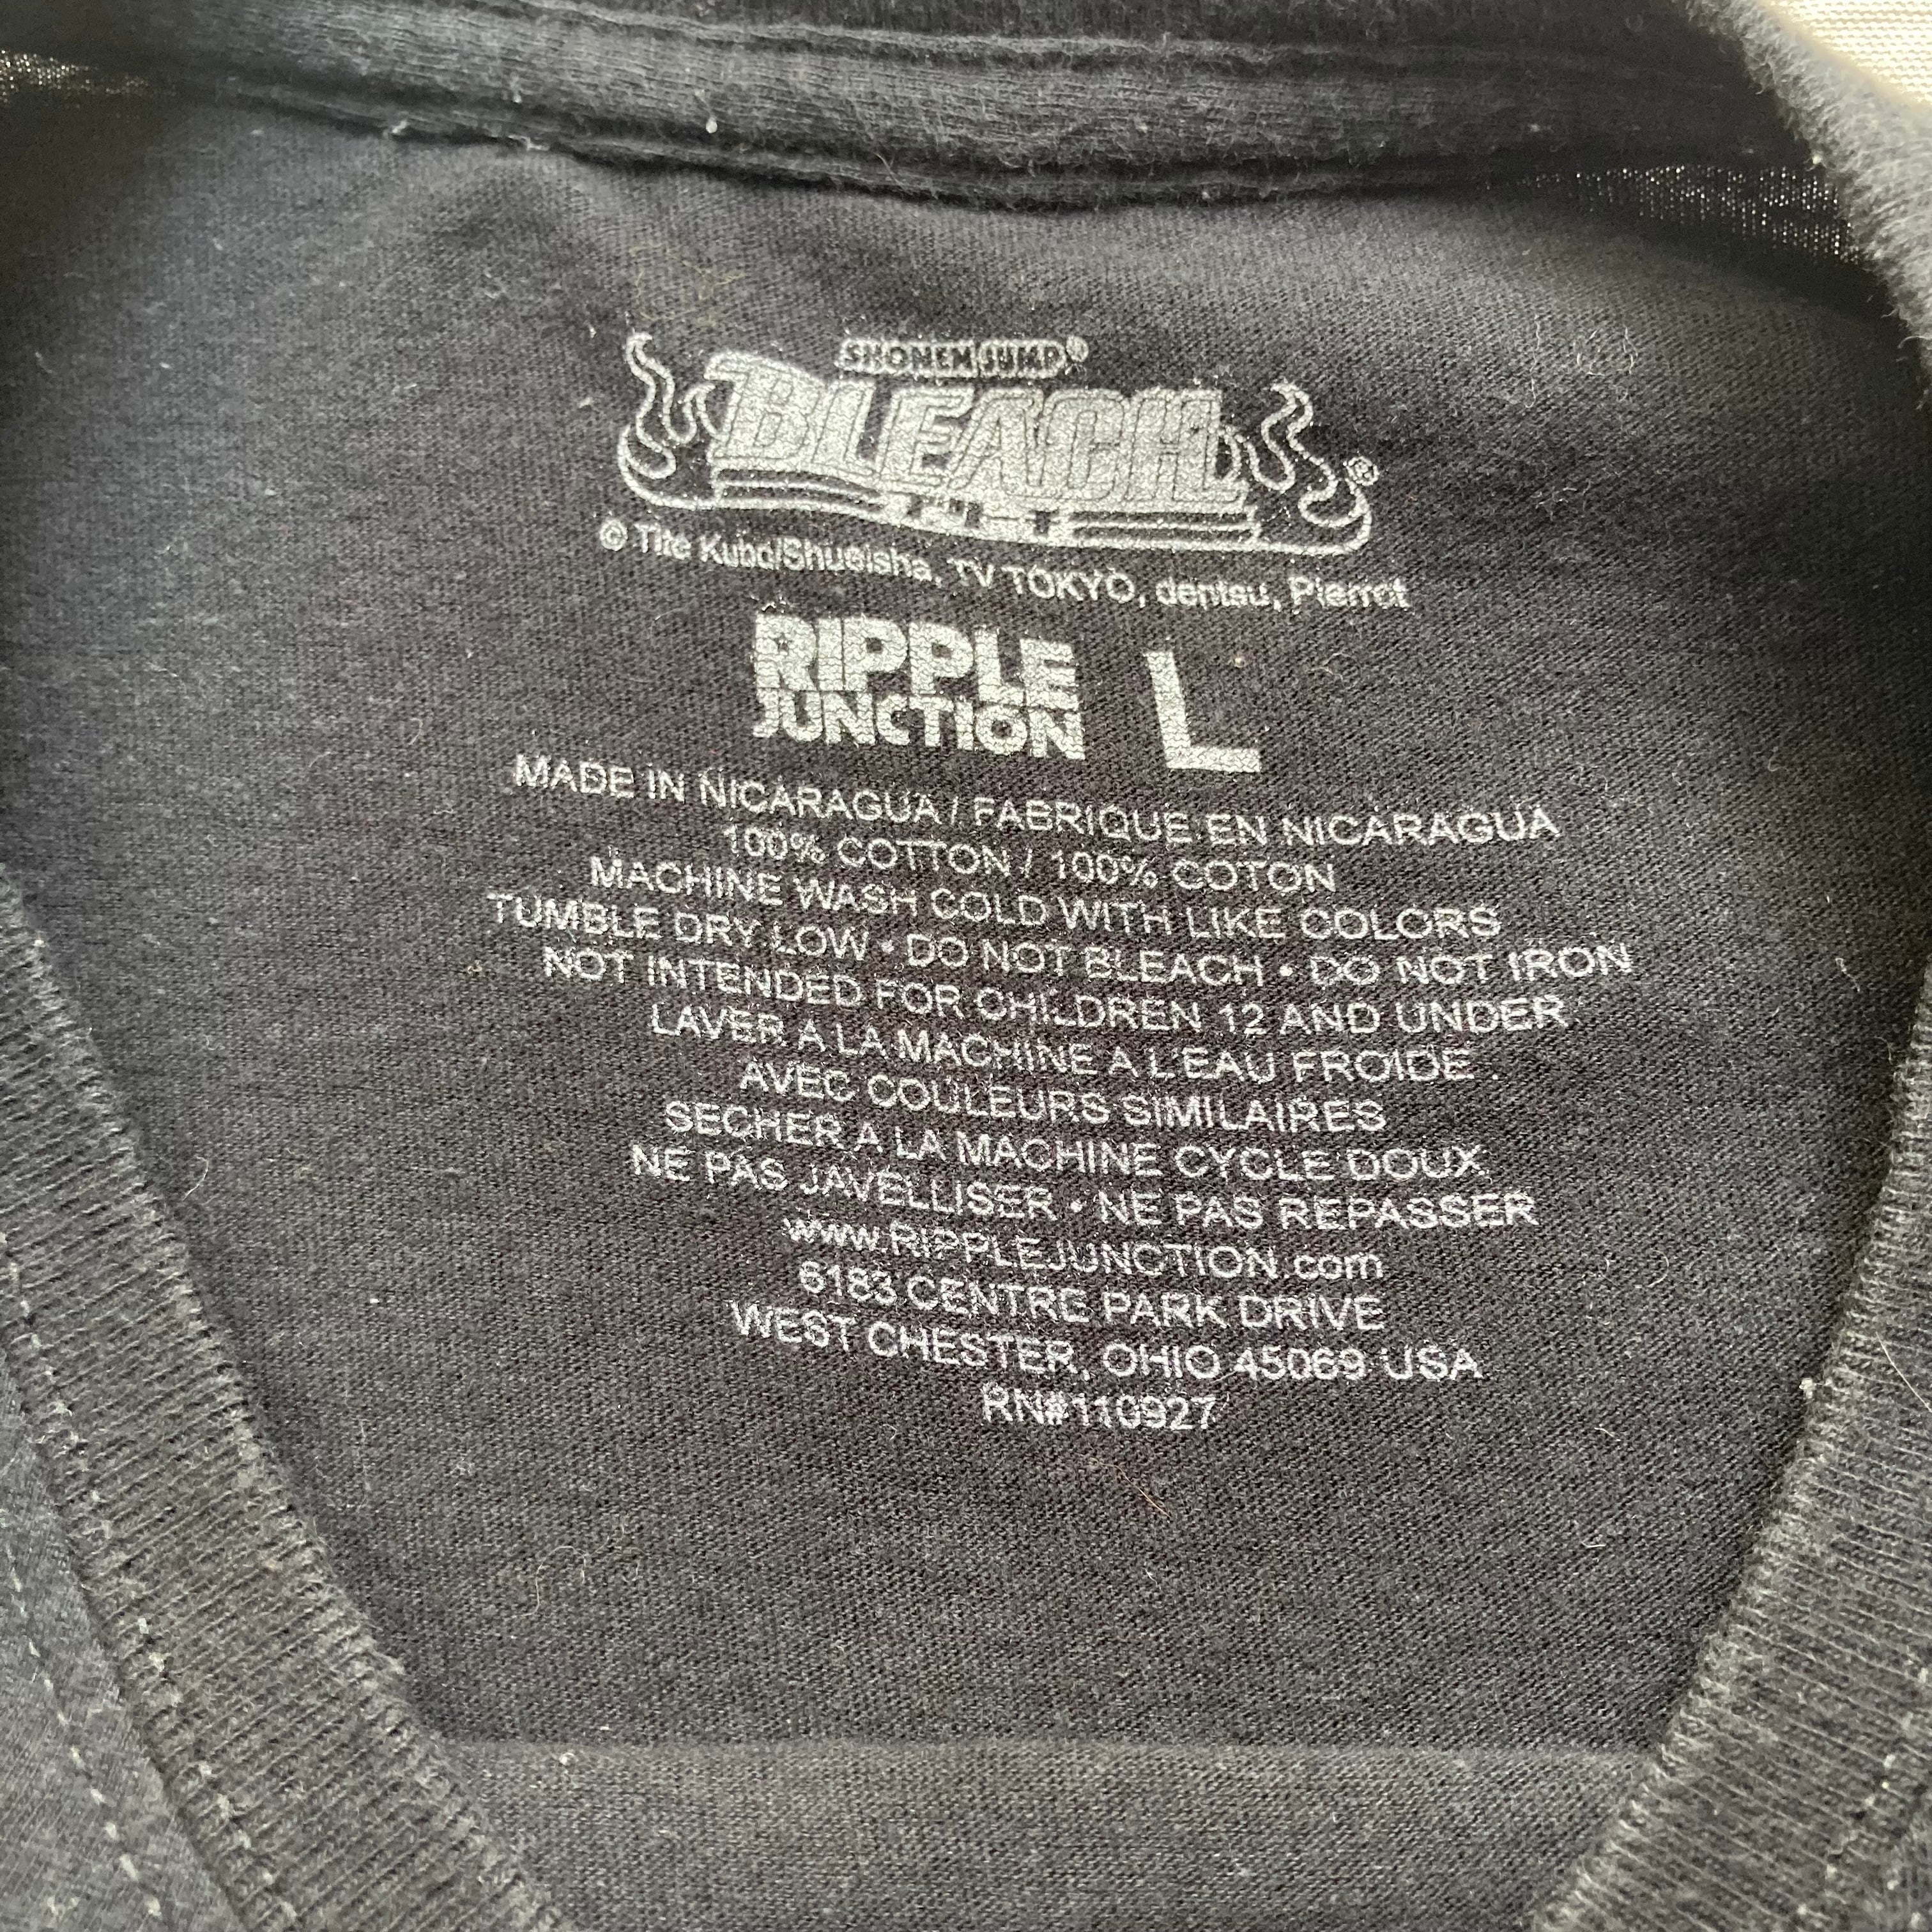 SHONEN JUMP®
BLEACH ®
© Tite Kubo/Shueisha, TV TOKYO, dentsu, Pierrot
RIPPLE
JUNCTION L
MADE IN NICARAGUA / FABRIQUE EN NICARAGUA
100% COTTON / 100% COTON
MACHINE WASH COLD WITH LIKE COLORS
TUMBLE DRY LOW • DO NOT BLEACH • DO NOT IRON
NOT INTENDED FOR CHILDREN 12 AND UNDER
LAVER A LA MACHINE A L'EAU FROIDE
AVEC COULEURS SIMILAIRES
SECHER A LA MACHINE CYCLE DOUX
NE PAS JAVELLISER • NE PAS REPASSER
www.RIPPLEJUNCTION.com
6183 CENTRE PARK DRIVE
WEST CHESTER, OHIO 45069 USA
RN#110927